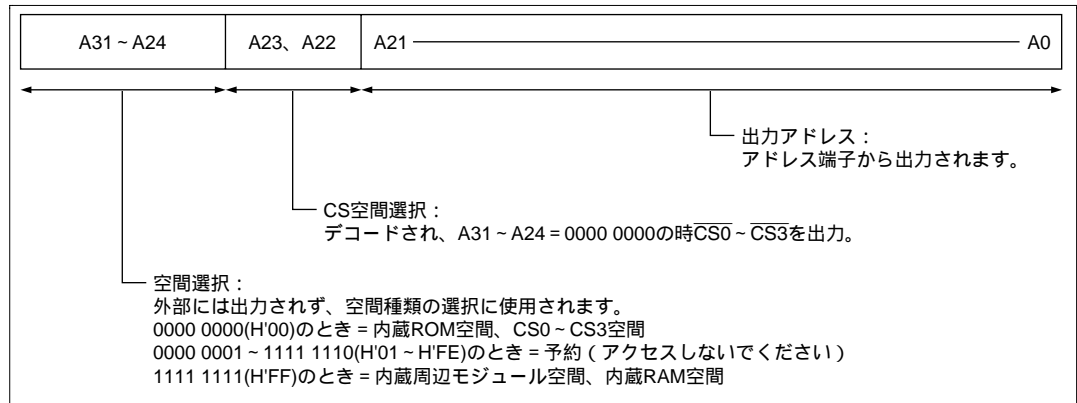 A31～A24 A23、A22 A21 A0
出力アドレス：
アドレス端子から出力されます。
CS空間選択：
デコードされ、A31～A24 = 0000 0000の時C̅S̅0̅～C̅S̅3̅を出力。
空間選択：
外部には出力されず、空間種類の選択に使用されます。
0000 0000(H'00)のとき = 内蔵ROM空間、CS0～CS3空間
0000 0001～1111 1110(H'01～H'FE)のとき = 予約（アクセスしないでください）
1111 1111(H'FF)のとき = 内蔵周辺モジュール空間、内蔵RAM空間